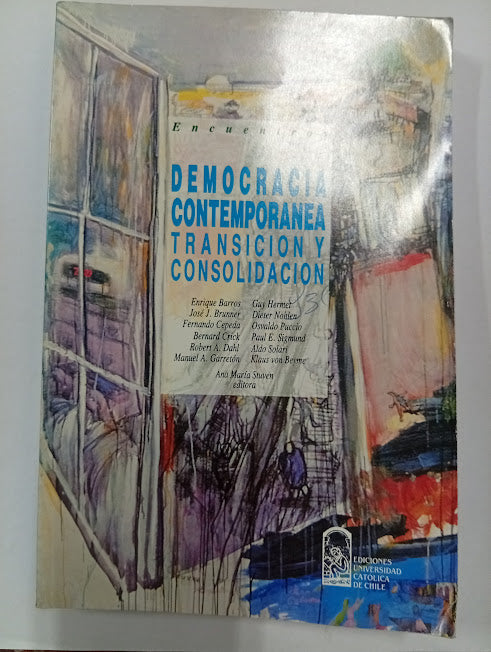 DEMOCRACIA
CONTEMPORANEA
TRANSICION Y
CONSOLIDACION
Enrique Barros
José J. Brunner
Fernando Cepeda
Bernard Crick
Robert A. Dahl
Manuel A. Garretón
Guy Hermet
Dieter Nohlen
Osvaldo Puccio
Paul E. Sigmund
Aldo Solari
Klaus von Beyme
Ana María Stuven
editora
EDICIONES
UNIVERSIDAD
CATOLICA
DE CHILE